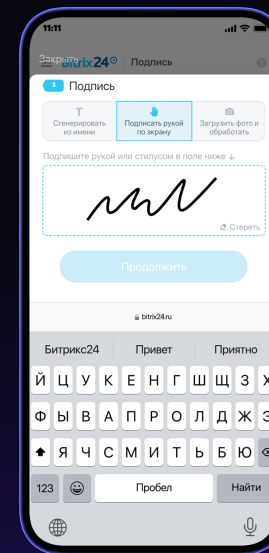 11:11
Закрыть
Bitrix24 Подпись ?
3 Подпись
Сгенерировать из имени
Подписать рукой по экрану
Загрузить фото и обработать
Подпишите рукой или стилусом в поле ниже ↓
Стереть
Продолжить
bitrix24.ru
Битрикс24 Привет Приятно
Й Ц У К Е Н Г Ш Щ З Х
Ф Ы В А П Р О Л Д Ж Э
Я Ч С М И Т Ь Б Ю
123 Пробел Найти